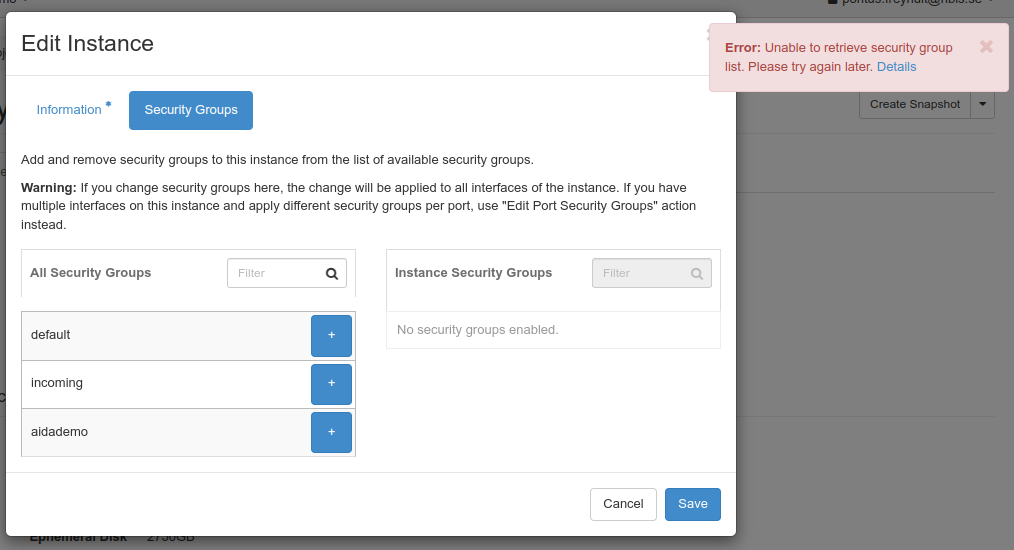 Edit Instance
Error: Unable to retrieve security group
list. Please try again later. Details
Create Snapshot
Information *
Security Groups
Add and remove security groups to this instance from the list of available security groups.
Warning: If you change security groups here, the change will be applied to all interfaces of the instance. If you have
multiple interfaces on this instance and apply different security groups per port, use "Edit Port Security Groups" action
instead.
All Security Groups
Filter
Instance Security Groups
Filter
default
+
No security groups enabled.
incoming
+
aidademo
+
Cancel
Save
Ephemeral Disk
2750GB